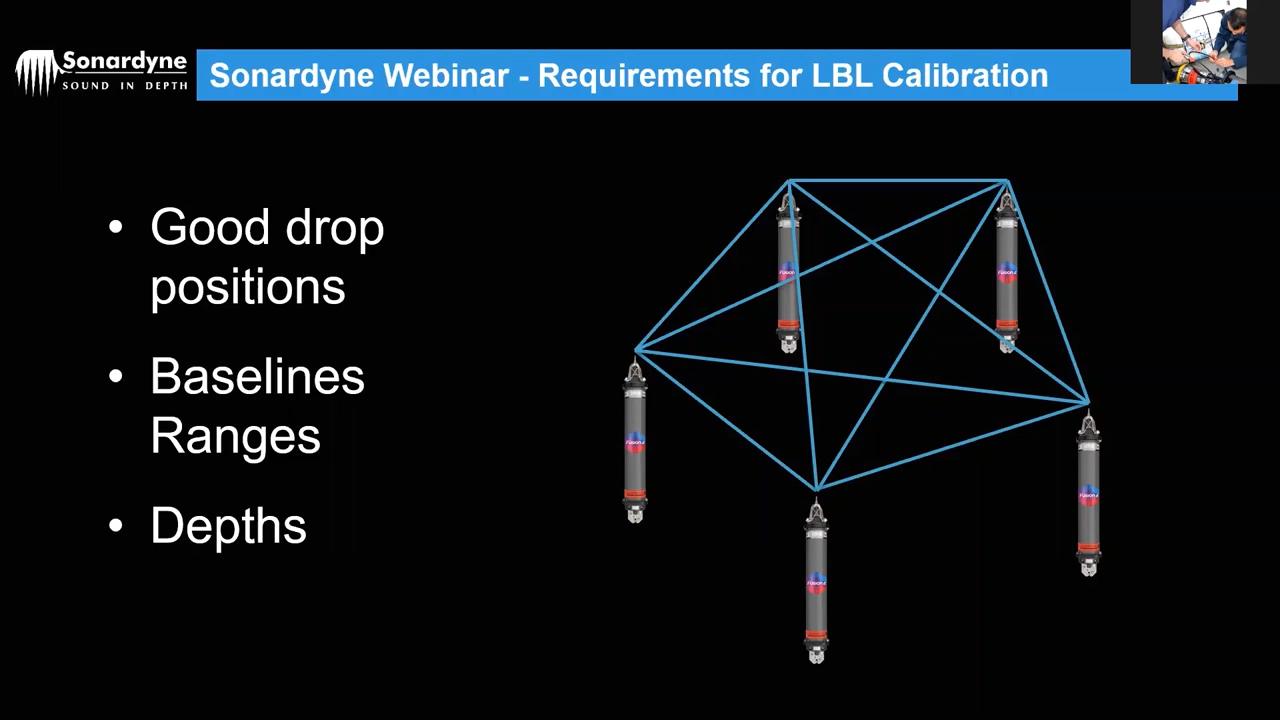 Sonardyne
SOUND IN DEPTH
Sonardyne Webinar - Requirements for LBL Calibration
• Good drop
positions
• Baselines
Ranges
• Depths